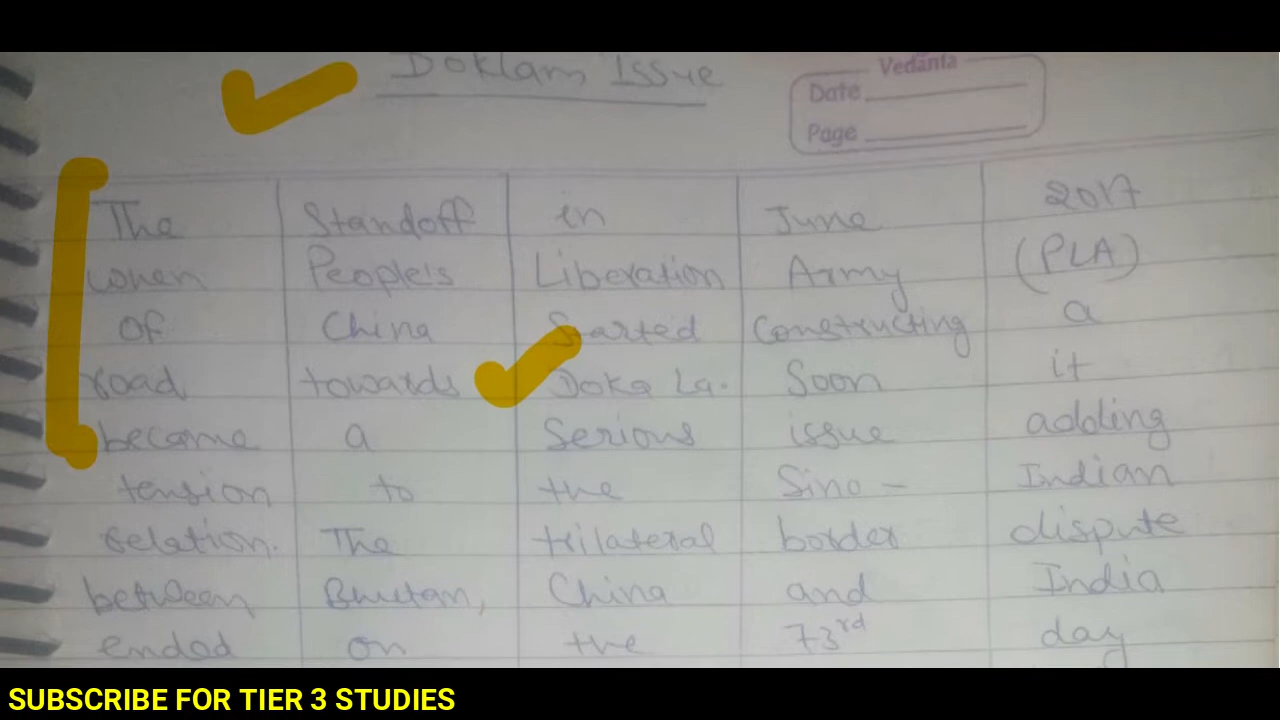 Doklam Issue
Vedanta
Date
Page
The Standoff in June 2017
when People's Liberation Army (PLA)
of China Started Constructing a
road towards Doka La. Soon it
became a Serious issue adding
tension to the Sino - Indian
relation. The trilateral border dispute
between Bhutan, China and India
ended on the 73rd day
SUBSCRIBE FOR TIER 3 STUDIES